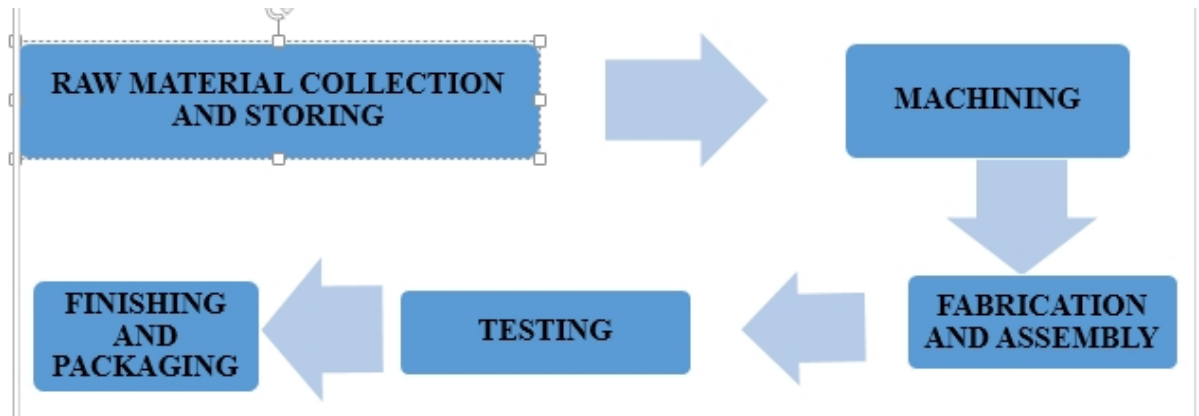 RAW MATERIAL COLLECTION
AND STORING
MACHINING
FABRICATION
AND ASSEMBLY
TESTING
FINISHING
AND
PACKAGING